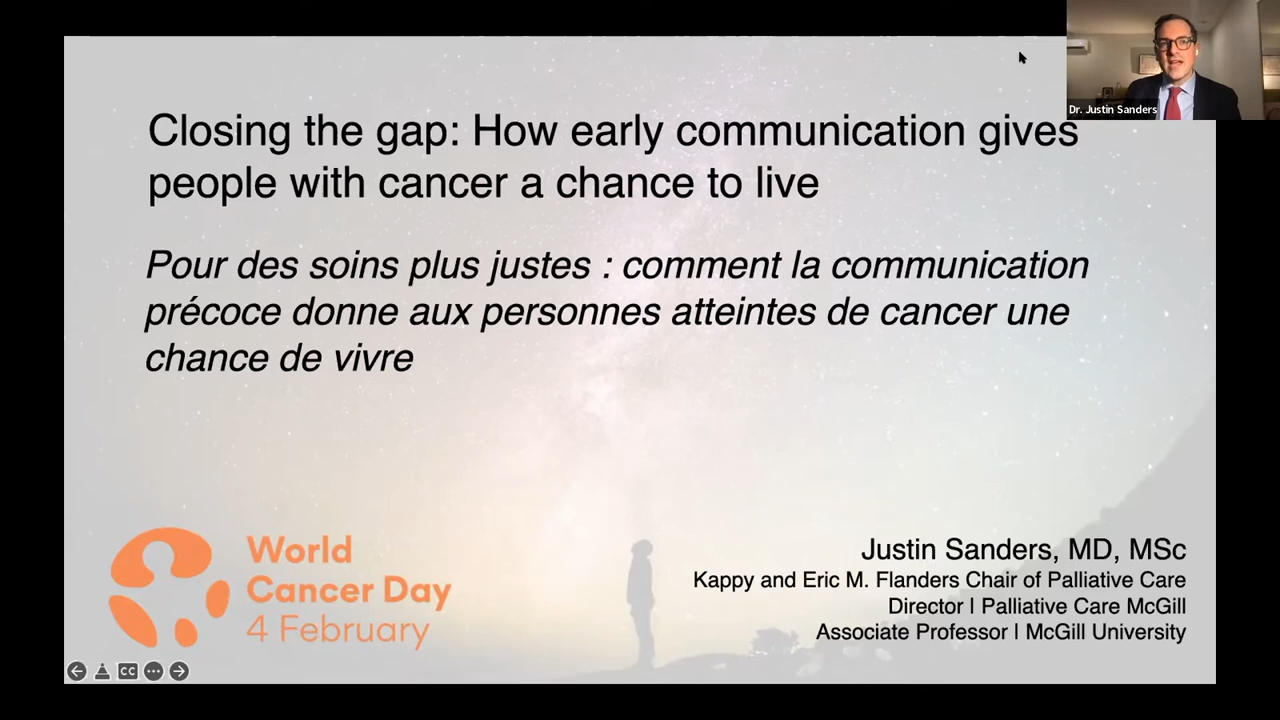 Dr. Justin Sanders
Closing the gap: How early communication gives
people with cancer a chance to live
Pour des soins plus justes : comment la communication
précoce donne aux personnes atteintes de cancer une
chance de vivre
World
Cancer Day
4 February
Justin Sanders, MD, MSc
Kappy and Eric M. Flanders Chair of Palliative Care
Director | Palliative Care McGill
Associate Professor | McGill University
CC